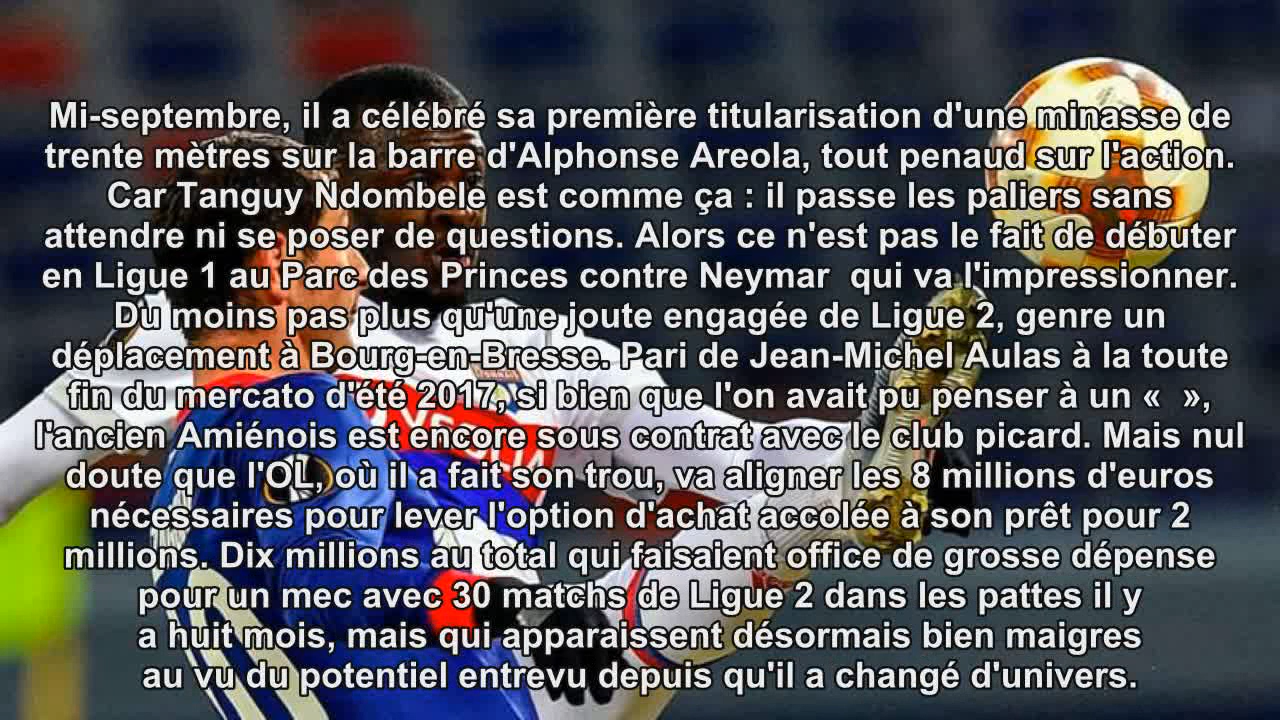 Mi-septembre, il a célébré sa première titularisation d'une minasse de
trente mètres sur la barre d'Alphonse Areola, tout penaud sur l'action.
Car Tanguy Ndombele est comme ça : il passe les paliers sans
attendre ni se poser de questions. Alors ce n'est pas le fait de débuter
en Ligue 1 au Parc des Princes contre Neymar  qui va l'impressionner.
Du moins pas plus qu'une joute engagée de Ligue 2, genre un
déplacement à Bourg-en-Bresse. Pari de Jean-Michel Aulas à la toute
fin du mercato d'été 2017, si bien que l'on avait pu penser à un «  »,
l'ancien Amiénois est encore sous contrat avec le club picard. Mais nul
doute que l'OL, où il a fait son trou, va aligner les 8 millions d'euros
nécessaires pour lever l'option d'achat accolée à son prêt pour 2
millions. Dix millions au total qui faisaient office de grosse dépense
pour un mec avec 30 matchs de Ligue 2 dans les pattes il y
a huit mois, mais qui apparaissent désormais bien maigres
au vu du potentiel entrevu depuis qu'il a changé d'univers.